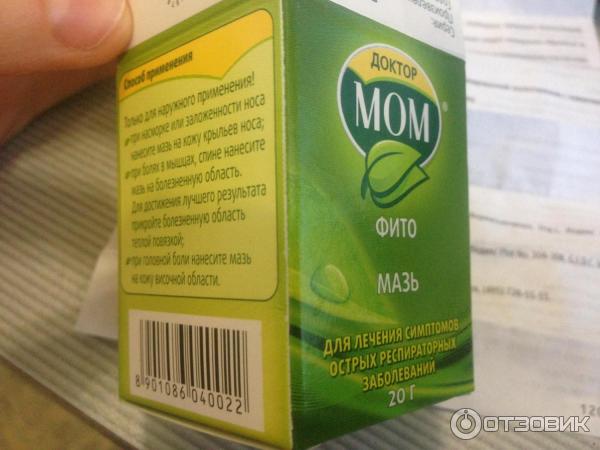 Способ применения
Только для наружного применения!
при насморке или заложенности носа
нанесите мазь на кожу крыльев носа;
при болях в мышцах, спине нанесите
мазь на болезненную область.
Для достижения лучшего результата
прикройте болезненную область
теплой повязкой;
при головной боли нанесите мазь
на кожу височной области.
8 901086 040022
ДОКТОР
МОМ®
ФИТО
МАЗЬ
ДЛЯ ЛЕЧЕНИЯ СИМПТОМОВ
ОСТРЫХ РЕСПИРАТОРНЫХ
ЗАБОЛЕВАНИЙ
20 Г
Серия:
ОТЗОВИК